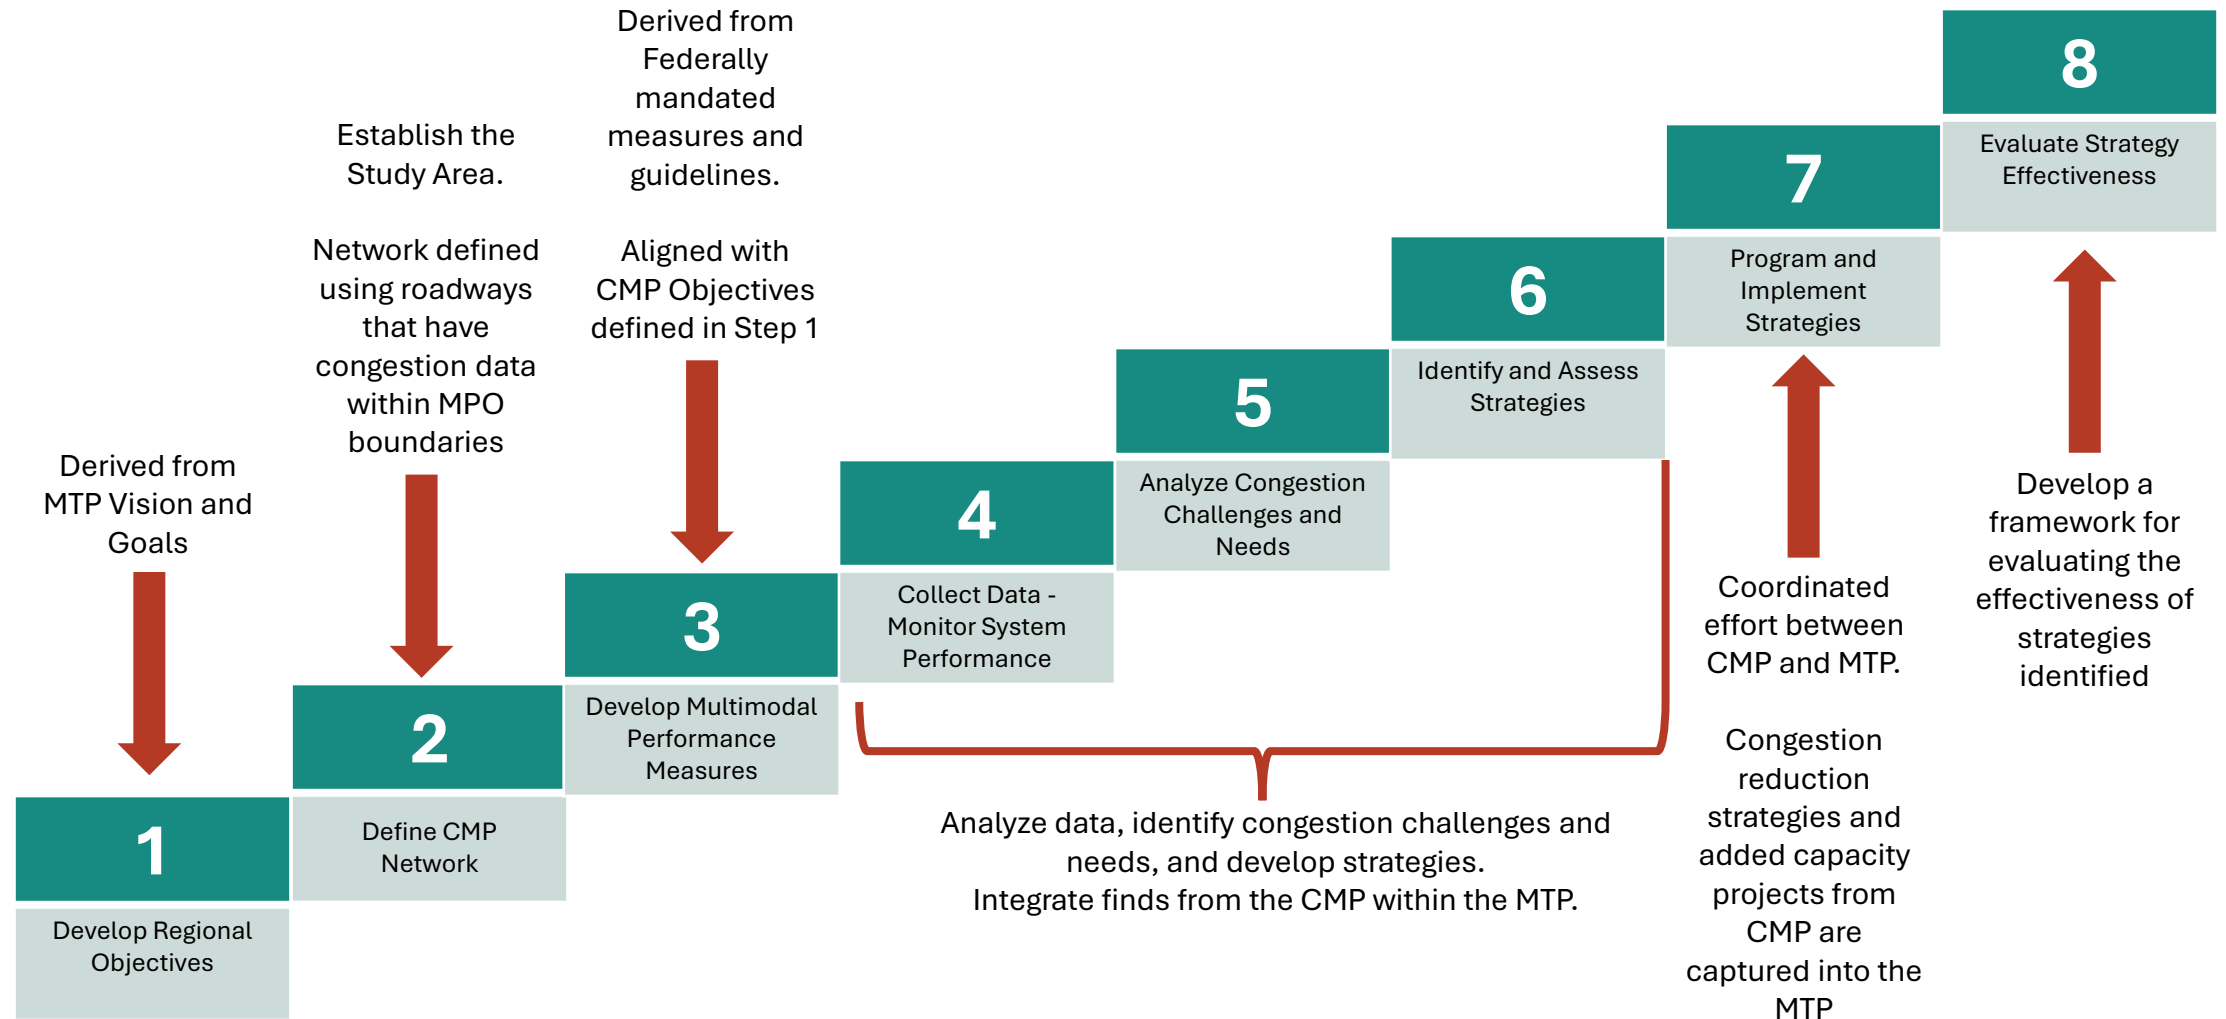 Derived from
MTP Vision and
Goals
1
Develop Regional
Objectives
Establish the
Study Area.
Network defined
using roadways
that have
congestion data
within MPO
boundaries
2
Define CMP
Network
Derived from
Federally
mandated
measures and
guidelines.
Aligned with
CMP Objectives
defined in Step 1
3
Develop Multimodal
Performance
Measures
4
Collect Data -
Monitor System
Performance
5
Analyze Congestion
Challenges and
Needs
6
Identify and Assess
Strategies
Analyze data, identify congestion challenges and
needs, and develop strategies.
Integrate finds from the CMP within the MTP.
7
Program and
Implement
Strategies
Coordinated
effort between
CMP and MTP.
Congestion
reduction
strategies and
added capacity
projects from
CMP are
captured into the
MTP
8
Evaluate Strategy
Effectiveness
Develop a
framework for
evaluating the
effectiveness of
strategies
identified